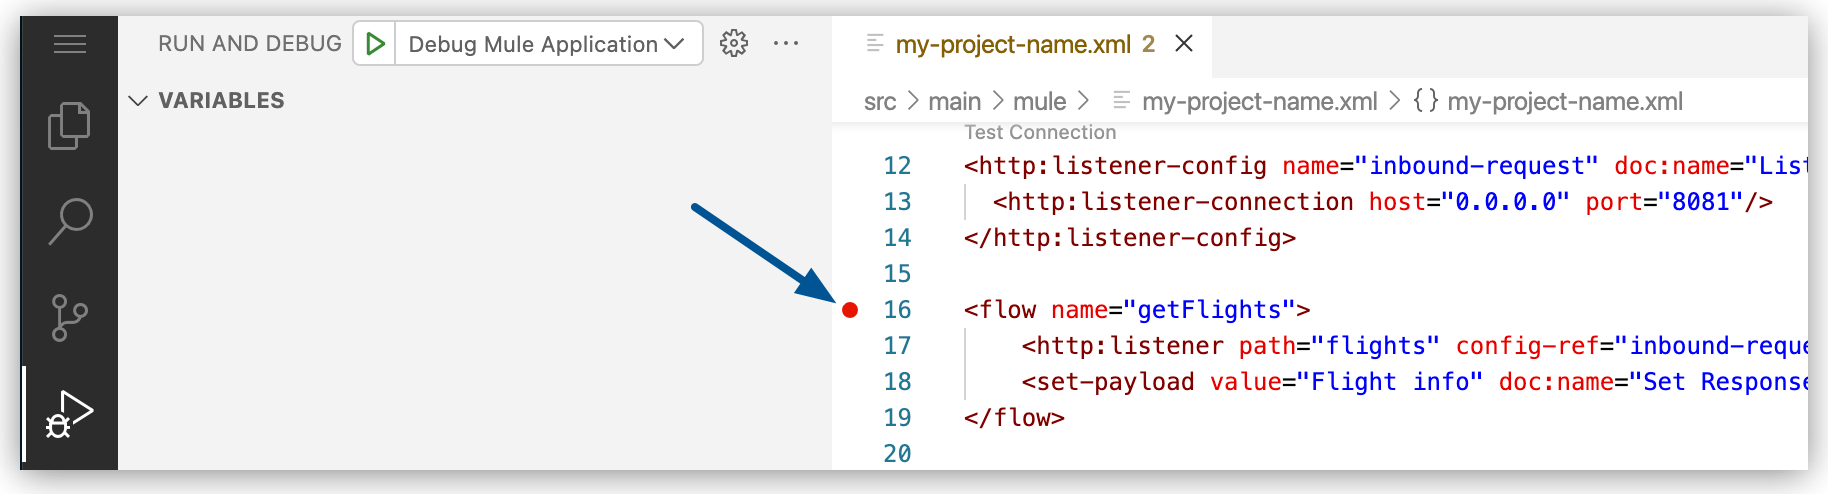 RUN AND DEBUG
Debug Mule Application
VARIABLES
my-project-name.xml 2
src > main > mule > my-project-name.xml > {} my-project-name.xml
Test Connection
12 <http:listener-config name="inbound-request" doc:name="List
13 <http:listener-connection host="0.0.0.0" port="8081"/>
14 </http:listener-config>
15
16 <flow name="getFlights">
17 <http:listener path="flights" config-ref="inbound-reque
18 <set-payload value="Flight info" doc:name="Set Response
19 </flow>
20